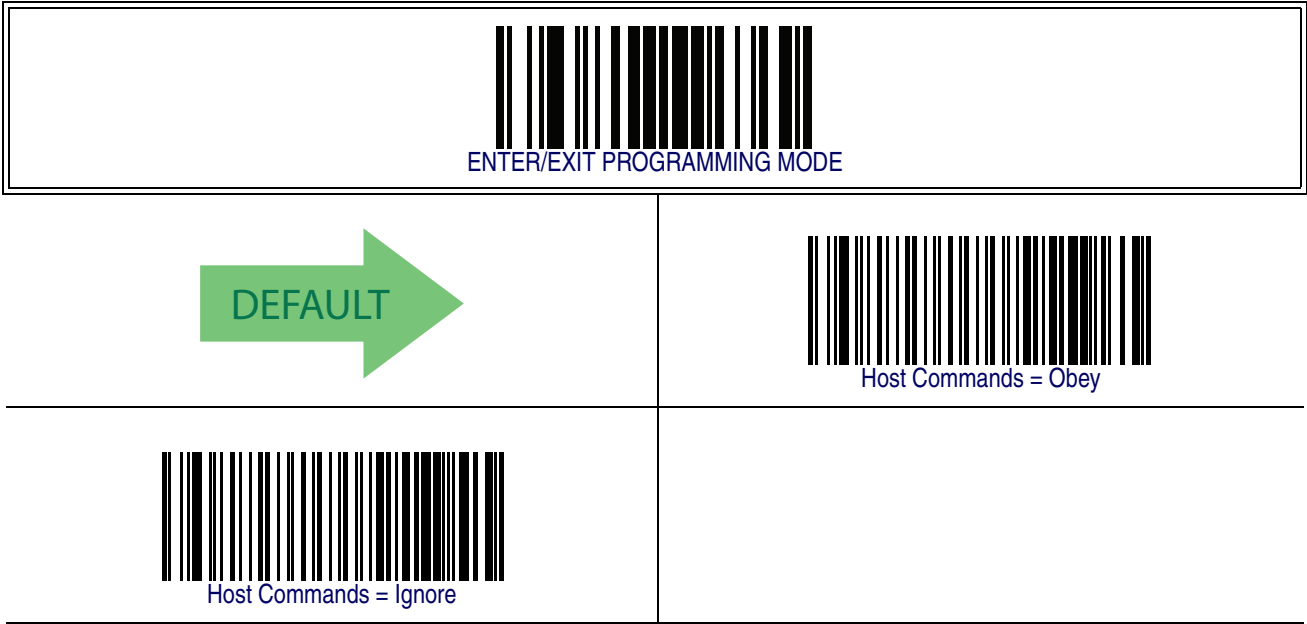 ENTER/EXIT PROGRAMMING MODE
DEFAULT
Host Commands = Obey
Host Commands = Ignore